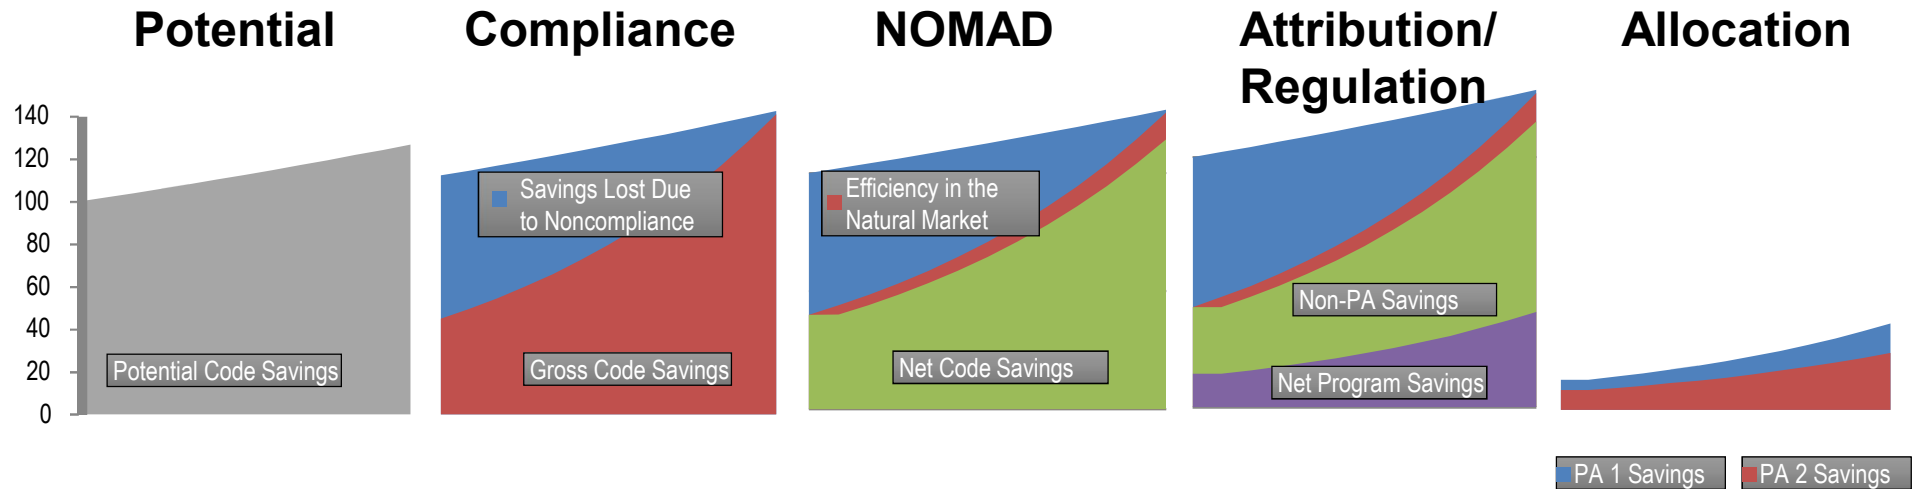 Potential
Compliance
NOMAD
Attribution/
Regulation
Allocation
140
120
100
80
60
40
20
0
Potential Code Savings
Savings Lost Due
to Noncompliance
Gross Code Savings
Efficiency in the
Natural Market
Net Code Savings
Non-PA Savings
Net Program Savings
PA 1 Savings
PA 2 Savings